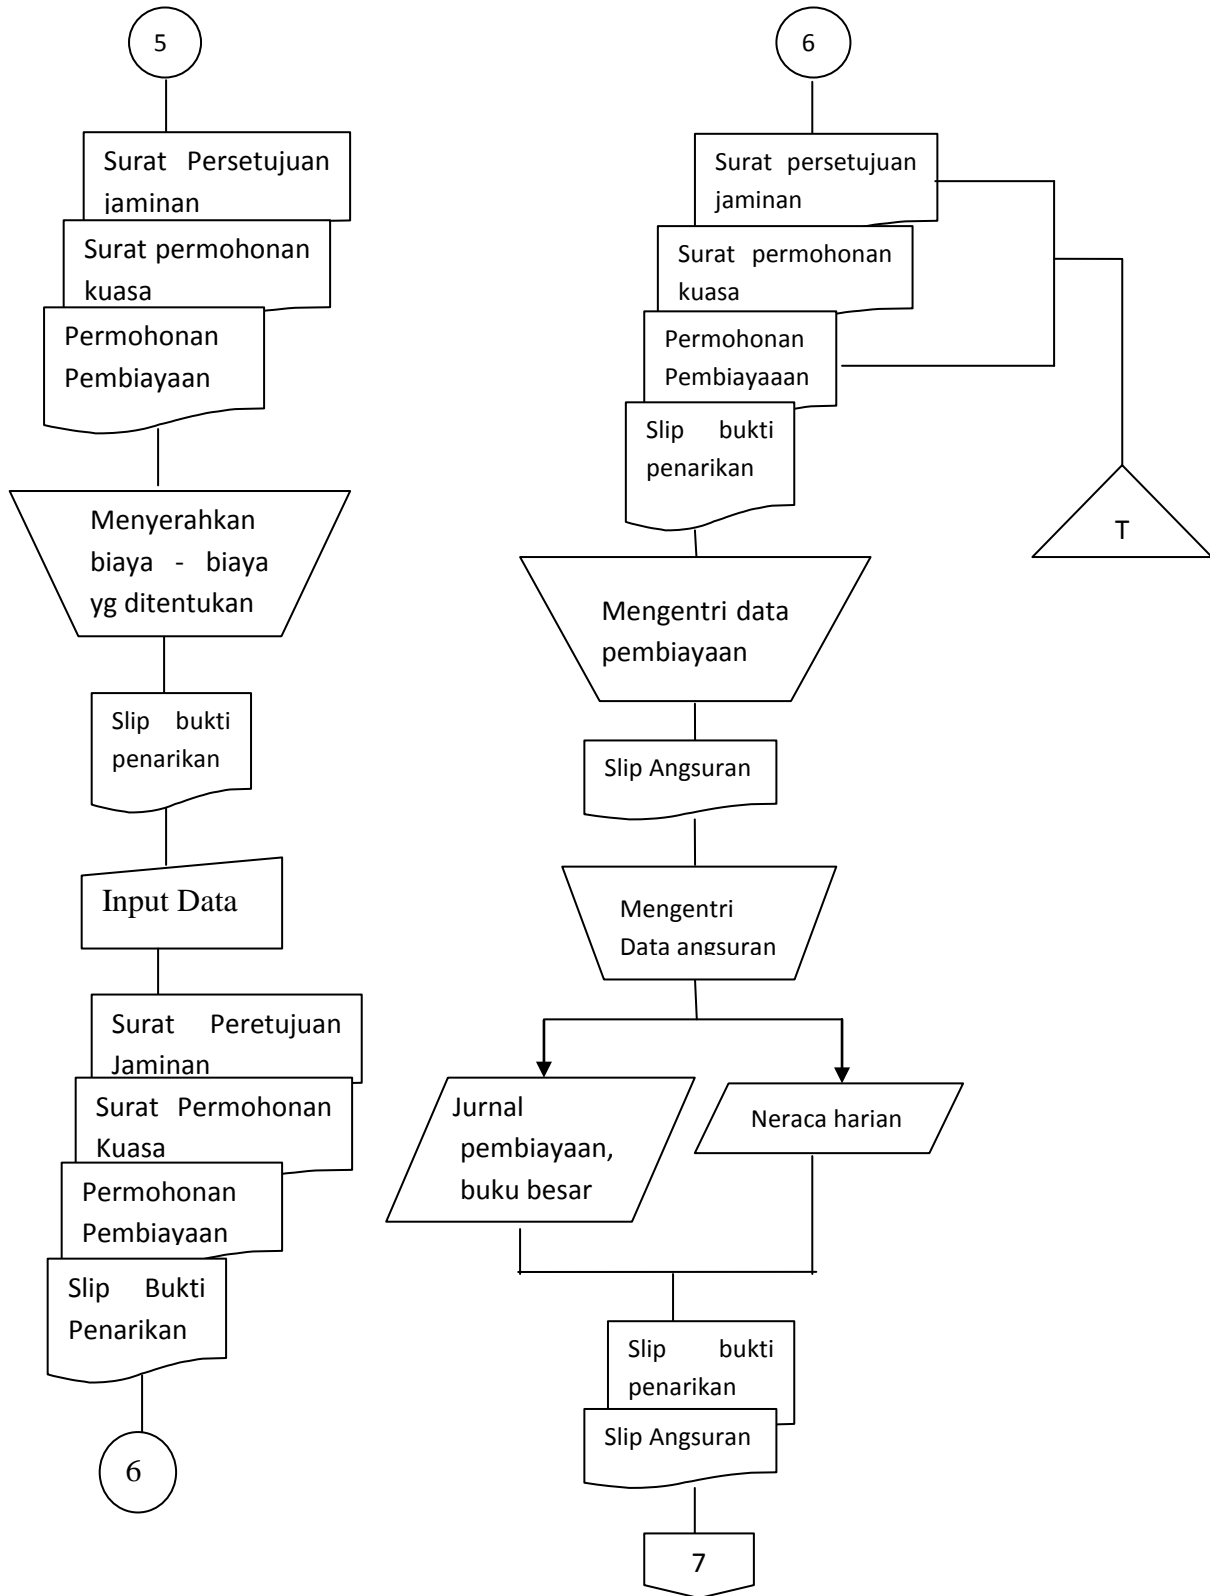 5
Surat Persetujuan
jaminan
Surat permohonan
kuasa
Permohonan
Pembiayaan
Menyerahkan
biaya - biaya
yg ditentukan
Slip bukti
penarikan
Input Data
Surat Peretujuan
Jaminan
Surat Permohonan
Kuasa
Permohonan
Pembiayaan
Slip Bukti
Penarikan
6
6
Surat persetujuan
jaminan
Surat permohonan
kuasa
Permohonan
Pembiayaaan
Slip bukti
penarikan
T
Mengentri data
pembiayaan
Slip Angsuran
Mengentri
Data angsuran
Jurnal
pembiayaan,
buku besar
Neraca harian
Slip bukti
penarikan
Slip Angsuran
7